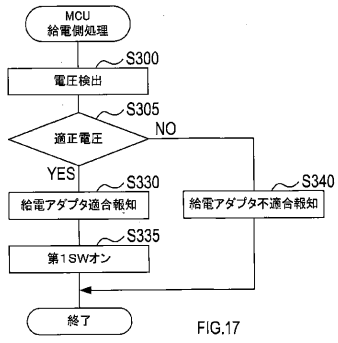 MCU
給電側処理
S300
電圧検出
S305
適正電圧
NO
YES
S330
給電アダプタ適合報知
S340
給電アダプタ不適合報知
S335
第1SWオン
終了
FIG.17